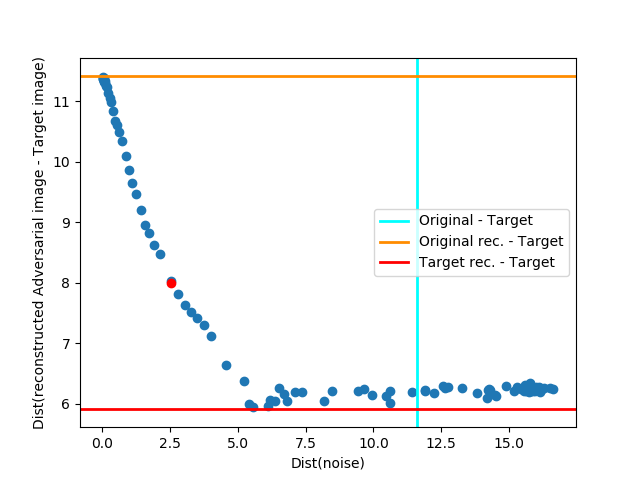 Dist(reconstructed Adversarial image - Target image)
11
10
9
8
7
6
Original - Target
Original rec. - Target
Target rec. - Target
0.0 2.5 5.0 7.5 10.0 12.5 15.0
Dist(noise)